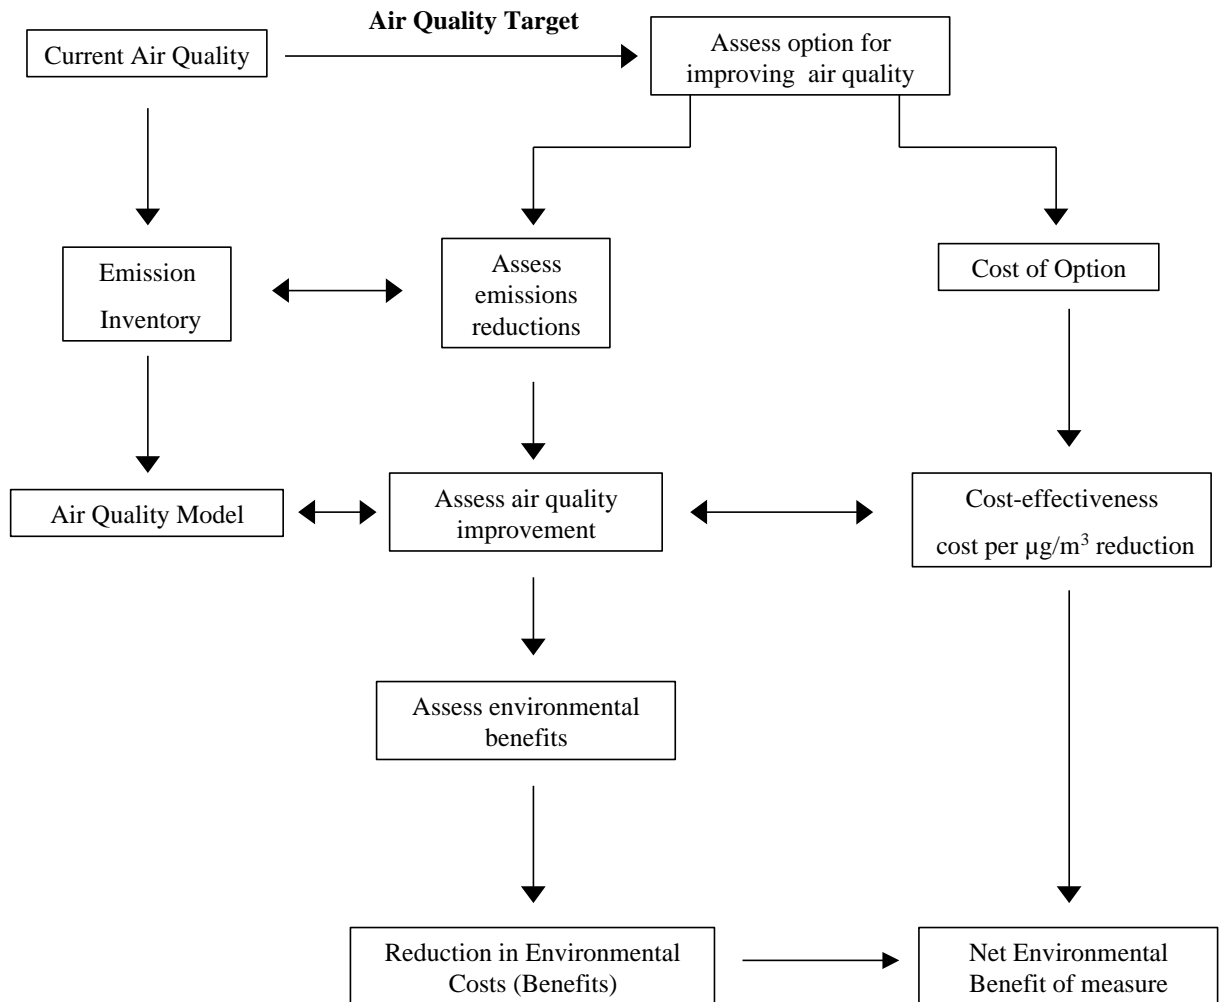 Air Quality Target
Current Air Quality
Assess option for
improving air quality
Emission
Inventory
Assess
emissions
reductions
Cost of Option
Air Quality Model
Assess air quality
improvement
Cost-effectiveness
cost per µg/m³ reduction
Assess environmental
benefits
Reduction in Environmental
Costs (Benefits)
Net Environmental
Benefit of measure